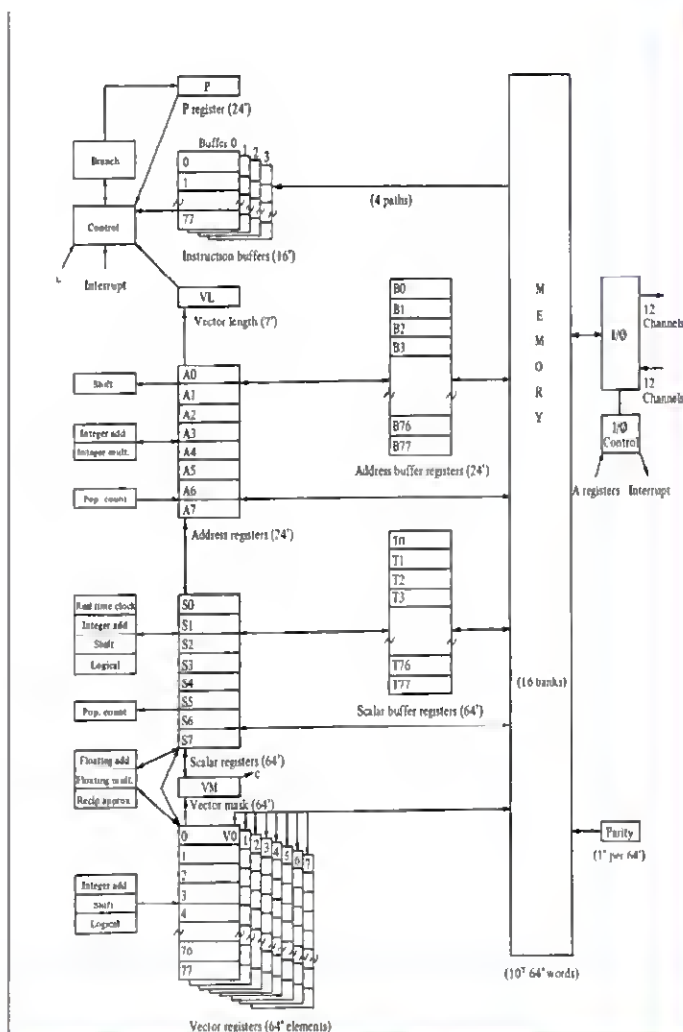 P
P register (24')
Branch
Control
Interrupt
Buffer 0
1
2
3
0
1
77
Instruction buffers (16')
(4 paths)
VL
Vector length (7')
Shift
Integer add
Integer mult.
Pop. count
A0
A1
A2
A3
A4
A5
A6
A7
Address registers (24')
B0
B1
B2
B3
B76
B77
Address buffer registers (24')
M
E
M
O
R
Y
(16 banks)
I/O
12
Channels
12
Channels
I/O
Control
A registers
Interrupt
Real time clock
Integer add
Shift
Logical
Pop. count
S0
S1
S2
S3
S4
S5
S6
S7
Scalar registers (64')
T0
T1
T2
T3
T76
T77
Scalar buffer registers (64')
Floating add
Floating mult.
Recip approx.
VM
c
Vector mask (64')
Integer add
Shift
Logical
0
V0
1
2
3
4
5
6
7
1
2
3
4
76
77
Vector registers (64* elements)
Parity
(1* per 64')
64* words)